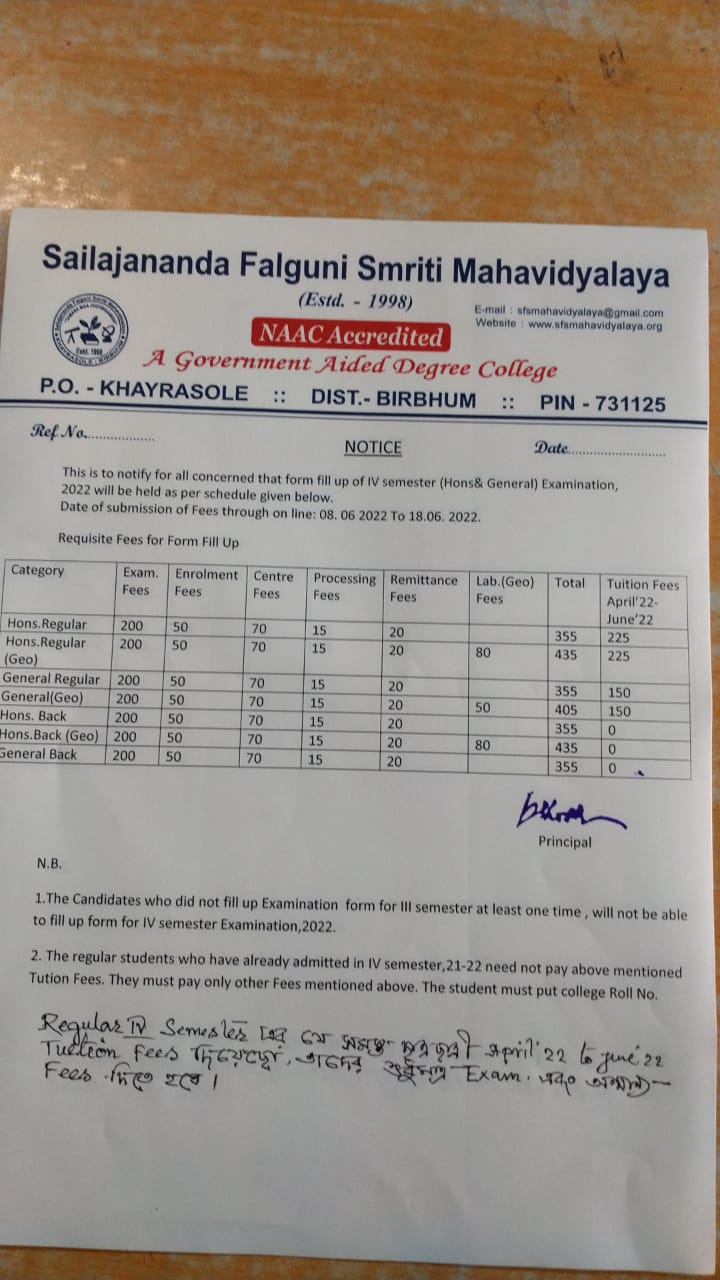 Sailajananda Falguni Smriti Mahavidyalaya
(Estd. - 1998)
E-mail : sfsmahavidyalaya@gmail.com
Website : www.sfsmahavidyalaya.org
NAAC Accredited
A Government Aided Degree College
P.O. - KHAYRASOLE :: DIST.- BIRBHUM :: PIN - 731125
Ref No..................
Date..........................
NOTICE
This is to notify for all concerned that form fill up of IV semester (Hons& General) Examination,
2022 will be held as per schedule given below.
Date of submission of Fees through on line: 08. 06 2022 To 18.06. 2022.
Requisite Fees for Form Fill Up
Category Exam. Fees Enrolment Fees Centre Fees Processing Fees Remittance Fees Lab.(Geo) Fees Total Tuition Fees April’22- June’22
Hons.Regular 200 50 70 15 20 355 225
Hons.Regular (Geo) 200 50 70 15 20 80 435 225
General Regular 200 50 70 15 20 355 150
General(Geo) 200 50 70 15 20 50 405 150
Hons. Back 200 50 70 15 20 355 0
Hons.Back (Geo) 200 50 70 15 20 80 435 0
General Back 200 50 70 15 20 355 0
Principal
N.B.
1.The Candidates who did not fill up Examination form for III semester at least one time , will not be able
to fill up form for IV semester Examination,2022.
2. The regular students who have already admitted in IV semester,21-22 need not pay above mentioned
Tution Fees. They must pay only other Fees mentioned above. The student must put college Roll No.
Regular IV Semester এর যে সমস্ত ছাত্রছাত্রী April'22 to june'22
Tuetion Fees দিয়েছে, তাদের শুধুমাত্র Exam. এবং অন্যান্য
Fees দিতে হবে।